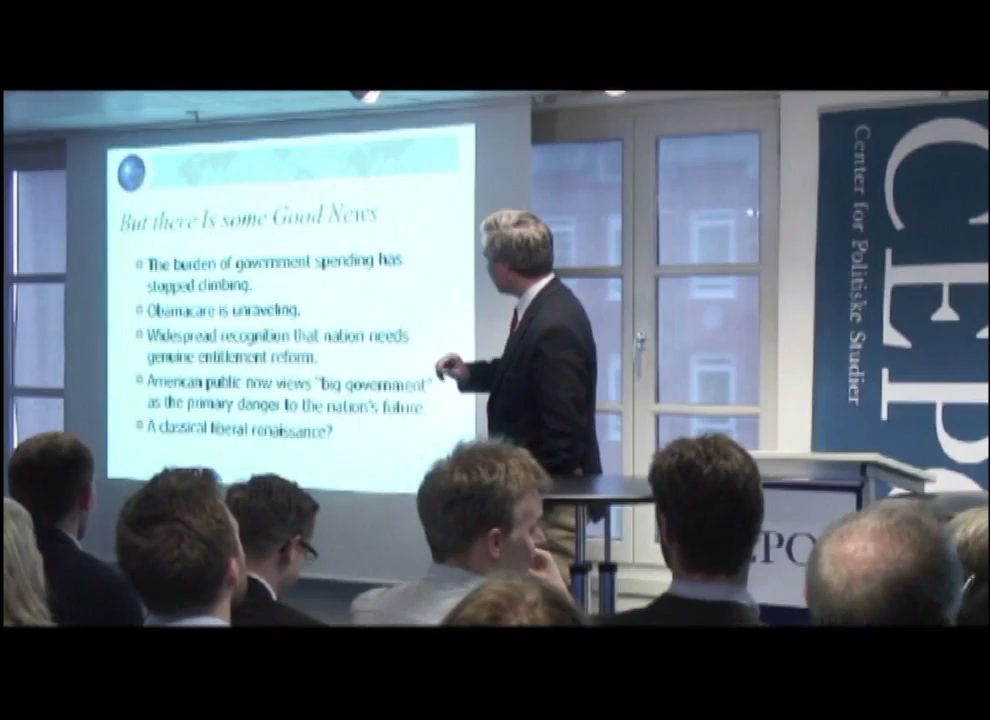 But there Is some Good News
The burden of government spending has
stopped climbing.
Obamacare is unraveling.
Widespread recognition that nation needs
genuine entitlement reform.
American public now views "big government"
as the primary danger to the nation's future.
A classical liberal renaissance?
Center for Politiske Studier
CEPO
EPO